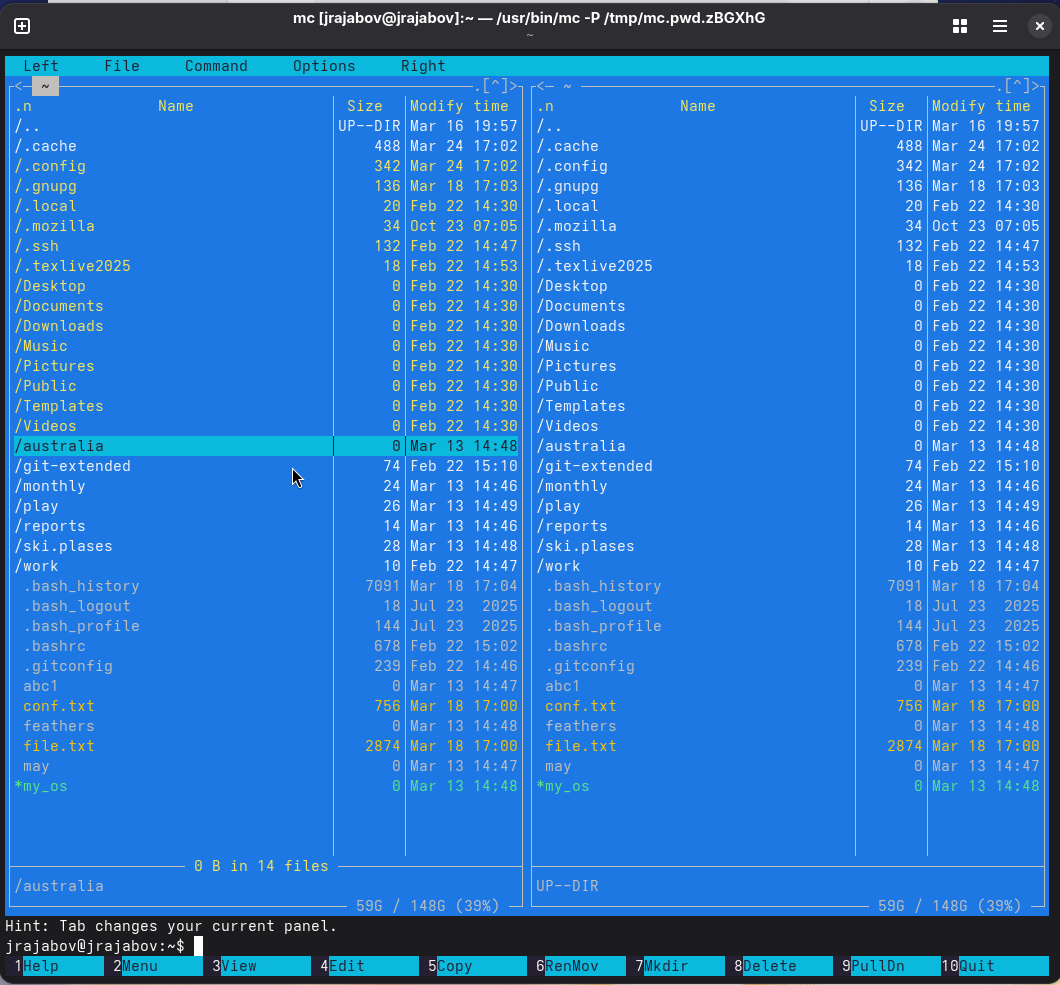 mc [jrajabov@jrajabov]:~ — /usr/bin/mc -P /tmp/mc.pwd.zBGXhG
~
Left File Command Options Right
<─ ~ .[^]>
.n Name Size Modify time
/.. UP--DIR Mar 16 19:57
/.cache 488 Mar 24 17:02
/.config 342 Mar 24 17:02
/.gnupg 136 Mar 18 17:03
/.local 20 Feb 22 14:30
/.mozilla 34 Oct 23 07:05
/.ssh 132 Feb 22 14:47
/.texlive2025 18 Feb 22 14:53
/Desktop 0 Feb 22 14:30
/Documents 0 Feb 22 14:30
/Downloads 0 Feb 22 14:30
/Music 0 Feb 22 14:30
/Pictures 0 Feb 22 14:30
/Public 0 Feb 22 14:30
/Templates 0 Feb 22 14:30
/Videos 0 Feb 22 14:30
/australia 0 Mar 13 14:48
/git-extended 74 Feb 22 15:10
/monthly 24 Mar 13 14:46
/play 26 Mar 13 14:49
/reports 14 Mar 13 14:46
/ski.plases 28 Mar 13 14:48
/work 10 Feb 22 14:47
.bash_history 7091 Mar 18 17:04
.bash_logout 18 Jul 23 2025
.bash_profile 144 Jul 23 2025
.bashrc 678 Feb 22 15:02
.gitconfig 239 Feb 22 14:46
abc1 0 Mar 13 14:47
conf.txt 756 Mar 18 17:00
feathers 0 Mar 13 14:48
file.txt 2874 Mar 18 17:00
may 0 Mar 13 14:47
*my_os 0 Mar 13 14:48
0 B in 14 files
/australia
59G / 148G (39%)
<─ ~ .[^]>
.n Name Size Modify time
/.. UP--DIR Mar 16 19:57
/.cache 488 Mar 24 17:02
/.config 342 Mar 24 17:02
/.gnupg 136 Mar 18 17:03
/.local 20 Feb 22 14:30
/.mozilla 34 Oct 23 07:05
/.ssh 132 Feb 22 14:47
/.texlive2025 18 Feb 22 14:53
/Desktop 0 Feb 22 14:30
/Documents 0 Feb 22 14:30
/Downloads 0 Feb 22 14:30
/Music 0 Feb 22 14:30
/Pictures 0 Feb 22 14:30
/Public 0 Feb 22 14:30
/Templates 0 Feb 22 14:30
/Videos 0 Feb 22 14:30
/australia 0 Mar 13 14:48
/git-extended 74 Feb 22 15:10
/monthly 24 Mar 13 14:46
/play 26 Mar 13 14:49
/reports 14 Mar 13 14:46
/ski.plases 28 Mar 13 14:48
/work 10 Feb 22 14:47
.bash_history 7091 Mar 18 17:04
.bash_logout 18 Jul 23 2025
.bash_profile 144 Jul 23 2025
.bashrc 678 Feb 22 15:02
.gitconfig 239 Feb 22 14:46
abc1 0 Mar 13 14:47
conf.txt 756 Mar 18 17:00
feathers 0 Mar 13 14:48
file.txt 2874 Mar 18 17:00
may 0 Mar 13 14:47
*my_os 0 Mar 13 14:48
UP--DIR
59G / 148G (39%)
Hint: Tab changes your current panel.
jrajabov@jrajabov:~$
1Help 2Menu 3View 4Edit 5Copy 6RenMov 7Mkdir 8Delete 9PullDn 10Quit